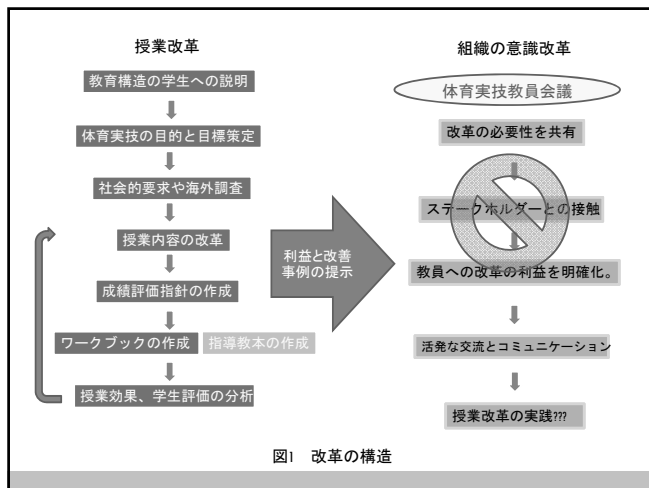 授業改革
教育構造の学生への説明
体育実技の目的と目標策定
社会的要求や海外調査
授業内容の改革
成績評価指針の作成
ワークブックの作成
指導教本の作成
授業効果、学生評価の分析
利益と改善
事例の提示
組織の意識改革
体育実技教員会議
改革の必要性を共有
ステークホルダーとの接触
教員への改革の利益を明確化。
活発な交流とコミュニケーション
授業改革の実践???
図1 改革の構造